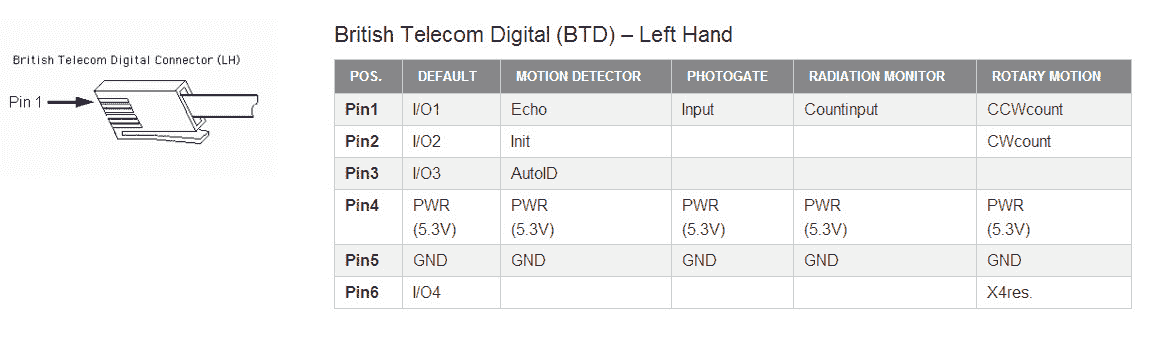 British Telecom Digital (BTD) – Left Hand
British Telecom Digital Connector (LH)
Pin 1
POS. DEFAULT MOTION DETECTOR PHOTOGATE RADIATION MONITOR ROTARY MOTION
Pin1 I/O1 Echo Input Countinput CCWcount
Pin2 I/O2 Init CWcount
Pin3 I/O3 AutoID
Pin4 PWR PWR PWR PWR PWR
(5.3V) (5.3V) (5.3V) (5.3V) (5.3V)
Pin5 GND GND GND GND GND
Pin6 I/O4 X4res.